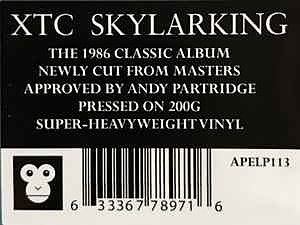 XTC SKYLARKING
THE 1986 CLASSIC ALBUM
NEWLY CUT FROM MASTERS
APPROVED BY ANDY PARTRIDGE
PRESSED ON 200G
SUPER-HEAVYWEIGHT VINYL
APELP113
6 33367 78971 6